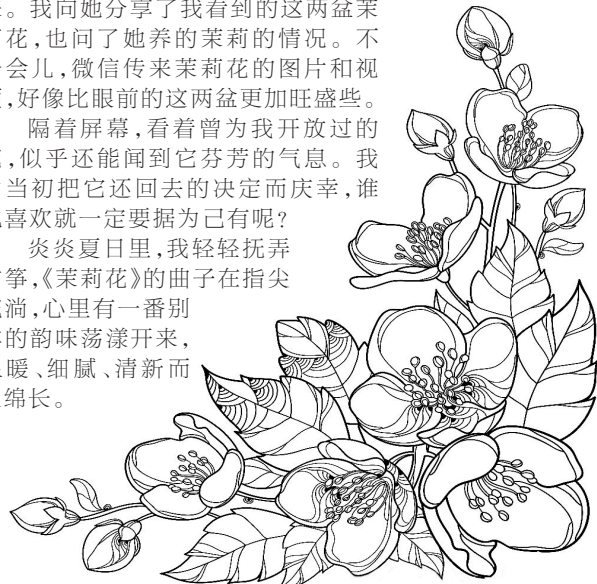 。我向她分享了我看到的这两盆茉
花,也问了她养的茉莉的情况。不
会儿,微信传来茉莉花的图片和视
,好像比眼前的这两盆更加旺盛些。
隔着屏幕,看着曾为我开放过的
,似乎还能闻到它芬芳的气息。我
当初把它还回去的决定而庆幸,谁
喜欢就一定要据为己有呢?
炎炎夏日里,我轻轻抚弄
筝,《茉莉花》的曲子在指尖
淌,心里有一番别
的韵味荡漾开来,
暖、细腻、清新而
绵长。